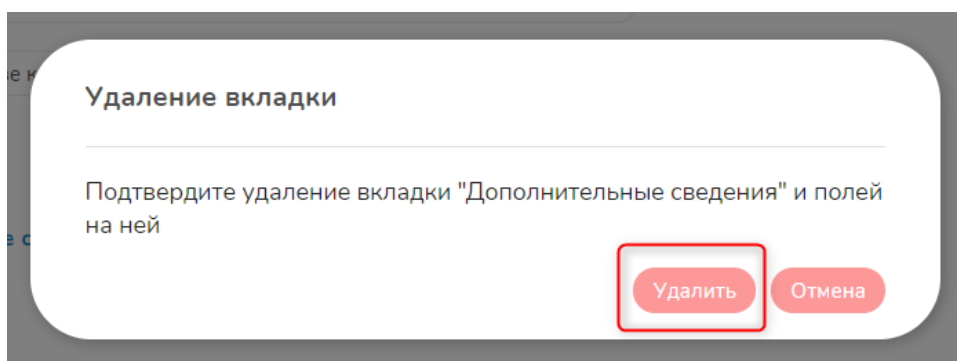 Удаление вкладки
Подтвердите удаление вкладки "Дополнительные сведения" и полей
на ней
Удалить Отмена